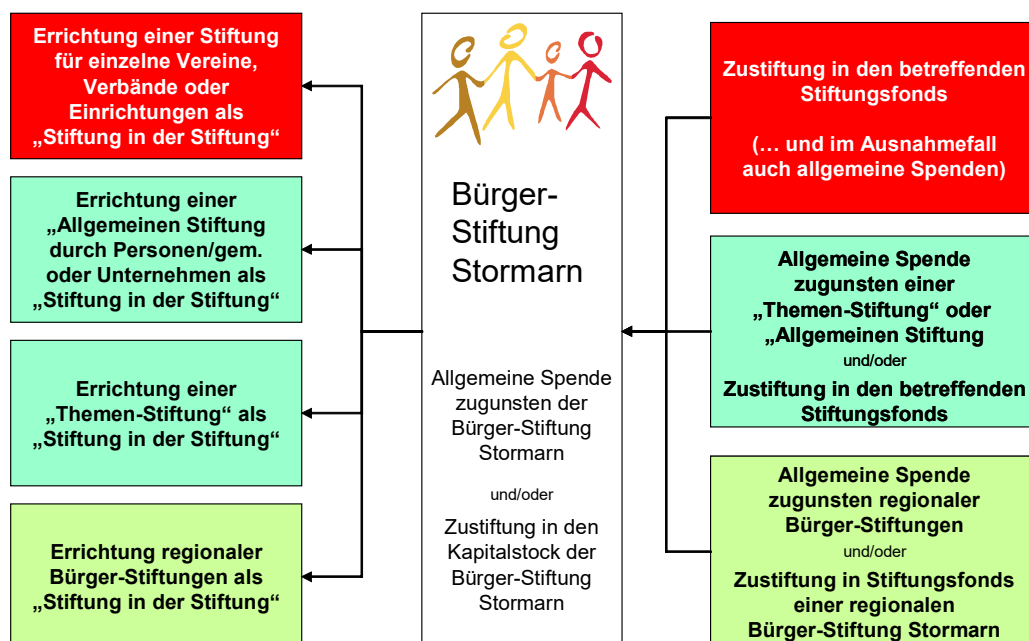 Errichtung einer Stiftung
für einzelne Vereine,
Verbände oder
Einrichtungen als
„Stiftung in der Stiftung“
Errichtung einer
„Allgemeinen Stiftung
durch Personen/gem.
oder Unternehmen als
„Stiftung in der Stiftung“
Errichtung einer
„Themen-Stiftung“ als
„Stiftung in der Stiftung“
Errichtung regionaler
Bürger-Stiftungen als
„Stiftung in der Stiftung“
Bürger-
Stiftung
Stormarn
Allgemeine Spende
zugunsten der
Bürger-Stiftung
Stormarn
und/oder
Zustiftung in den
Kapitalstock der
Bürger-Stiftung
Stormarn
Zustiftung in den betreffenden
Stiftungsfonds
(… und im Ausnahmefall
auch allgemeine Spenden)
Allgemeine Spende
zugunsten einer
„Themen-Stiftung“ oder
„Allgemeinen Stiftung
und/oder
Zustiftung in den betreffenden
Stiftungsfonds
Allgemeine Spende
zugunsten regionaler
Bürger-Stiftungen
und/oder
Zustiftung in Stiftungsfonds
einer regionalen
Bürger-Stiftung Stormarn